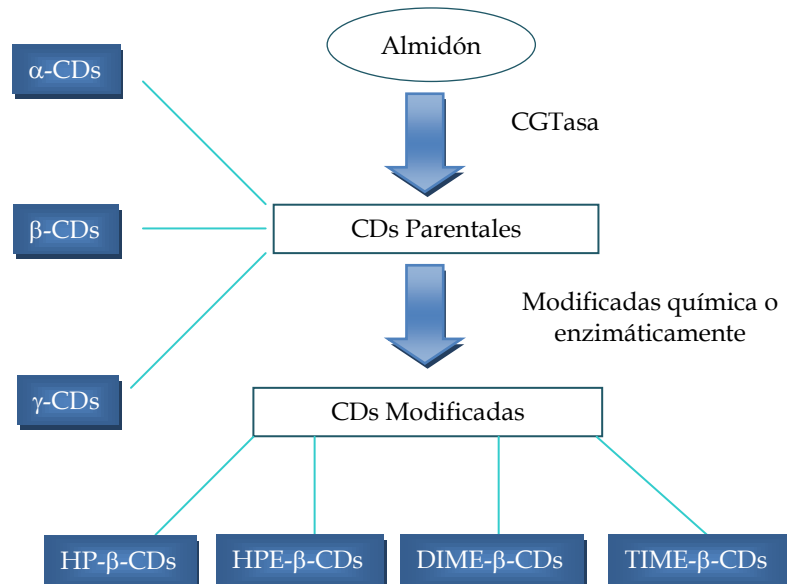 Almidón
α-CDs
CGTasa
β-CDs
CDs Parentales
Modificadas química o
enzimáticamente
γ-CDs
CDs Modificadas
HP-β-CDs
HPE-β-CDs
DIME-β-CDs
TIME-β-CDs